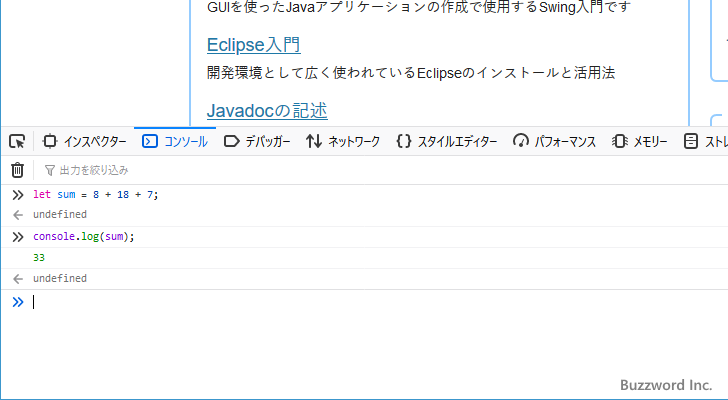 GUIを使ったJavaアプリケーションの作成で使用するSwing入門です
Eclipse入門
開発環境として広く使われているEclipseのインストールと活用法
Javadocの記述
インスペクター コンソール デバッガー ネットワーク スタイルエディター パフォーマンス メモリー ストレ
出力を絞り込み
let sum = 8 + 18 + 7;
undefined
console.log(sum);
33
undefined
Buzzword Inc.